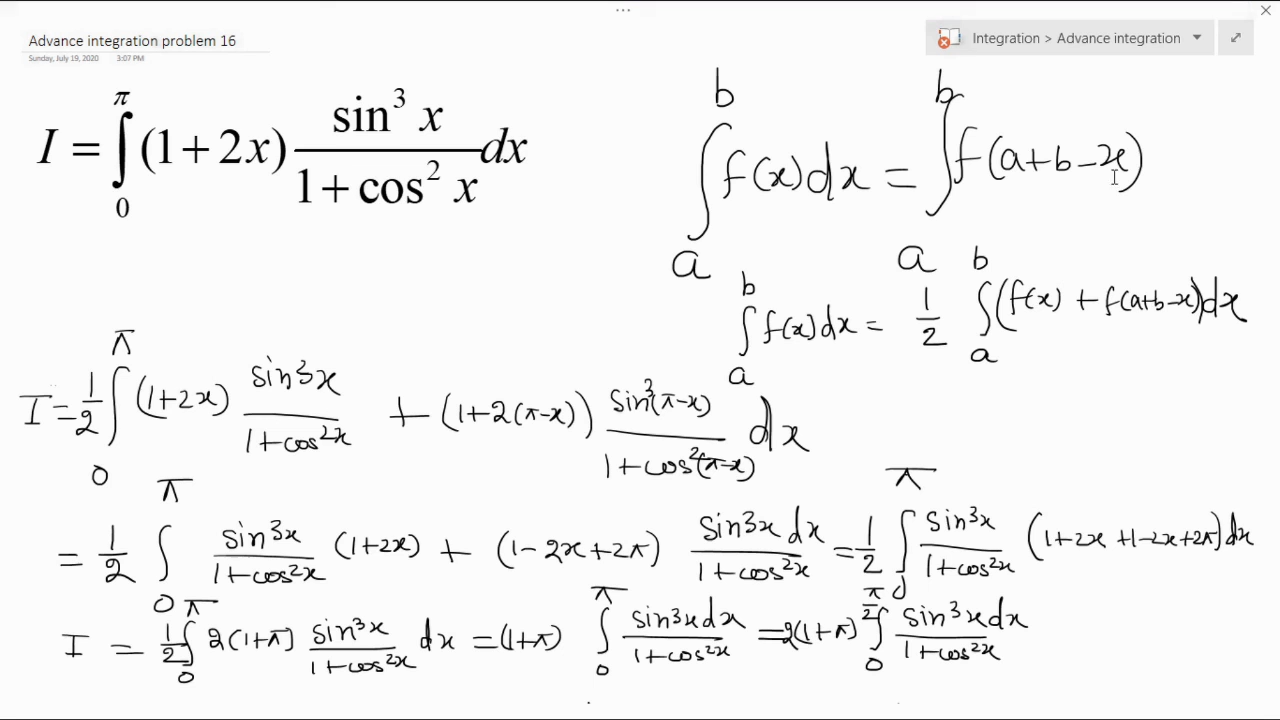 Advance integration problem 16
Sunday, July 19, 2020 3:07 PM
Integration > Advance integration
I = ∫₀^π (1+2x) sin³ x / (1+cos² x) dx
∫ₐᵇ f(x)dx = ∫ₐᵇ f(a+b-x)
∫ₐᵇ f(x)dx = 1/2 ∫ₐᵇ (f(x) + f(a+b-x))dx
I = 1/2 ∫₀^π (1+2x) sin³x / (1+cos²x) + (1+2(π-x)) sin³(π-x) / (1+cos²(π-x)) dx
= 1/2 ∫₀^π sin³x / (1+cos²x) (1+2x) + (1-2x+2π) sin³x dx / (1+cos²x) = 1/2 ∫₀^π sin³x / (1+cos²x) (1+2x+1-2x+2π)dx
I = 1/2 ∫₀^π 2(1+π) sin³x / (1+cos²x) dx = (1+π) ∫₀^π sin³x dx / (1+cos²x) = 2(1+π) ∫₀^(π/2) sin³x dx / (1+cos²x)